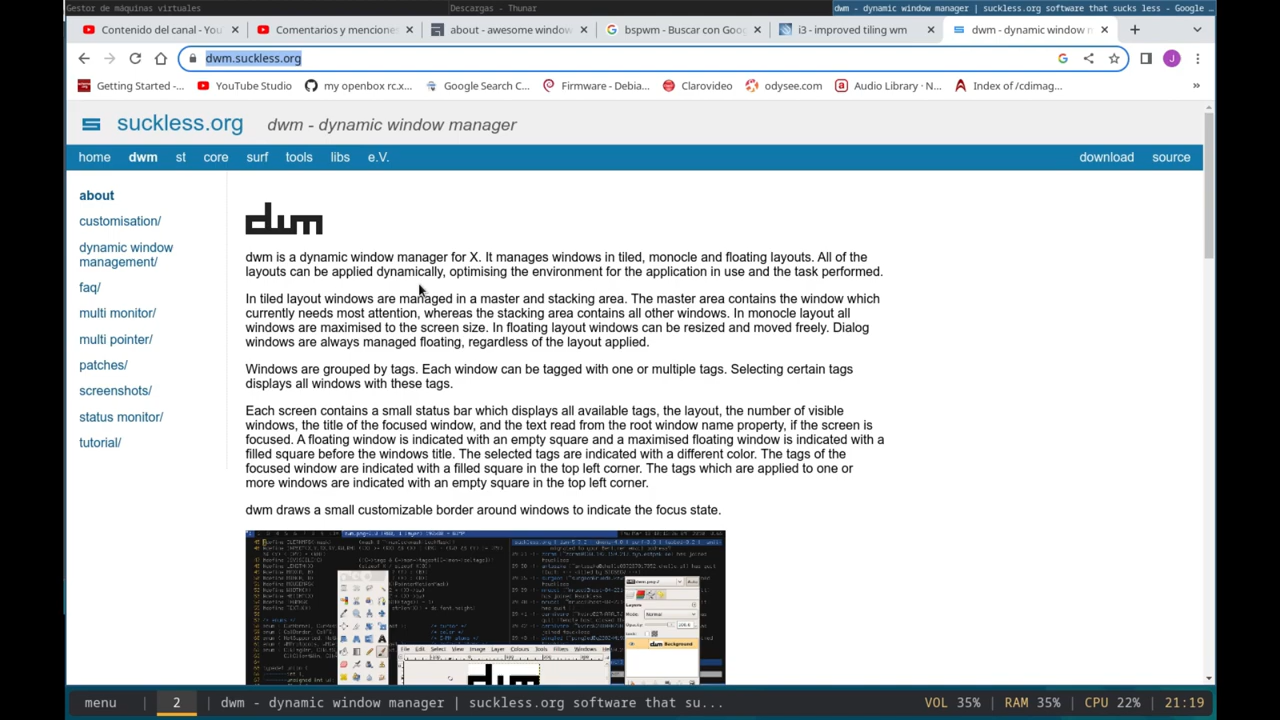 Gestor de máquinas virtuales
Descargas - Thunar
dwm - dynamic window manager | suckless.org software that sucks less - Google ...
Contenido del canal - You
Comentarios y menciones
about - awesome window
bspwm - Buscar con Goog
i3 - improved tiling wm
dwm - dynamic window m
dwm.suckless.org
J
Getting Started -...
YouTube Studio
my openbox rc.x...
Google Search C...
Firmware - Debia...
Clarovideo
odysee.com
Audio Library · N...
Index of /cdimag...
»
suckless.org
dwm - dynamic window manager
home
dwm
st
core
surf
tools
libs
e.V.
download
source
about
customisation/
dynamic window
management/
faq/
multi monitor/
multi pointer/
patches/
screenshots/
status monitor/
tutorial/
dwm
dwm is a dynamic window manager for X. It manages windows in tiled, monocle and floating layouts. All of the
layouts can be applied dynamically, optimising the environment for the application in use and the task performed.
In tiled layout windows are managed in a master and stacking area. The master area contains the window which
currently needs most attention, whereas the stacking area contains all other windows. In monocle layout all
windows are maximised to the screen size. In floating layout windows can be resized and moved freely. Dialog
windows are always managed floating, regardless of the layout applied.
Windows are grouped by tags. Each window can be tagged with one or multiple tags. Selecting certain tags
displays all windows with these tags.
Each screen contains a small status bar which displays all available tags, the layout, the number of visible
windows, the title of the focused window, and the text read from the root window name property, if the screen is
focused. A floating window is indicated with an empty square and a maximised floating window is indicated with a
filled square before the windows title. The selected tags are indicated with a different color. The tags of the
focused window are indicated with a filled square in the top left corner. The tags which are applied to one or
more windows are indicated with an empty square in the top left corner.
dwm draws a small customizable border around windows to indicate the focus state.
File Edit Select View Image Layer Colours Tools Filters Windows
Layers
Mode: Normal
Opacity:
dwm Background
menu
2
dwm - dynamic window manager | suckless.org software that su...
VOL 35%
RAM 35%
CPU 22%
21:19